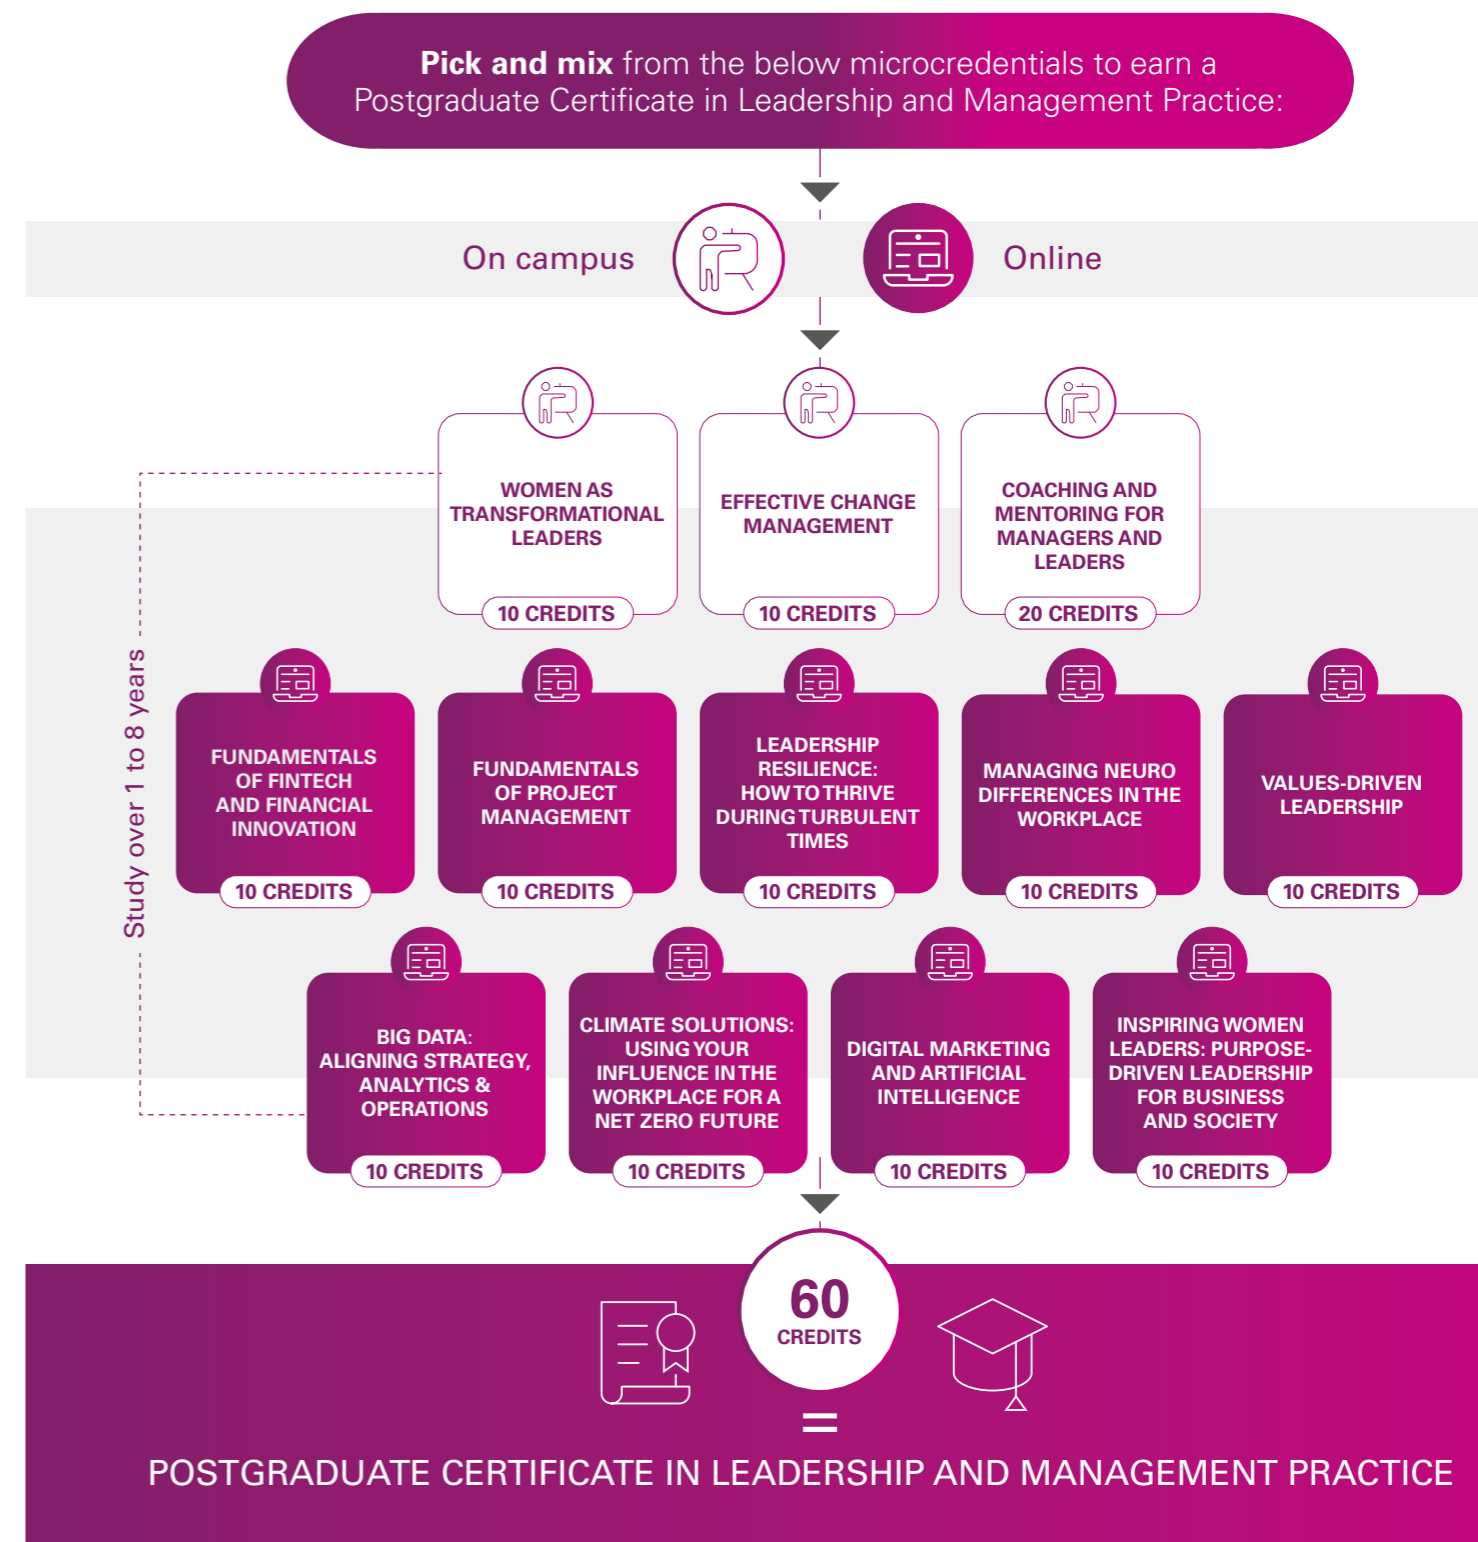 Pick and mix from the below microcredentials to earn a
Postgraduate Certificate in Leadership and Management Practice:
On campus
Online
WOMEN AS
TRANSFORMATIONAL
LEADERS
10 CREDITS
EFFECTIVE CHANGE
MANAGEMENT
10 CREDITS
COACHING AND
MENTORING FOR
MANAGERS AND
LEADERS
20 CREDITS
Study over 1 to 8 years
FUNDAMENTALS
OF FINTECH
AND FINANCIAL
INNOVATION
10 CREDITS
FUNDAMENTALS
OF PROJECT
MANAGEMENT
10 CREDITS
LEADERSHIP
RESILIENCE:
HOW TO THRIVE
DURING TURBULENT
TIMES
10 CREDITS
MANAGING NEURO
DIFFERENCES IN THE
WORKPLACE
10 CREDITS
VALUES-DRIVEN
LEADERSHIP
10 CREDITS
BIG DATA:
ALIGNING STRATEGY,
ANALYTICS &
OPERATIONS
10 CREDITS
CLIMATE SOLUTIONS:
USING YOUR
INFLUENCE IN THE
WORKPLACE FOR A
NET ZERO FUTURE
10 CREDITS
DIGITAL MARKETING
AND ARTIFICIAL
INTELLIGENCE
10 CREDITS
INSPIRING WOMEN
LEADERS: PURPOSE-
DRIVEN LEADERSHIP
FOR BUSINESS
AND SOCIETY
10 CREDITS
60
CREDITS
=
POSTGRADUATE CERTIFICATE IN LEADERSHIP AND MANAGEMENT PRACTICE